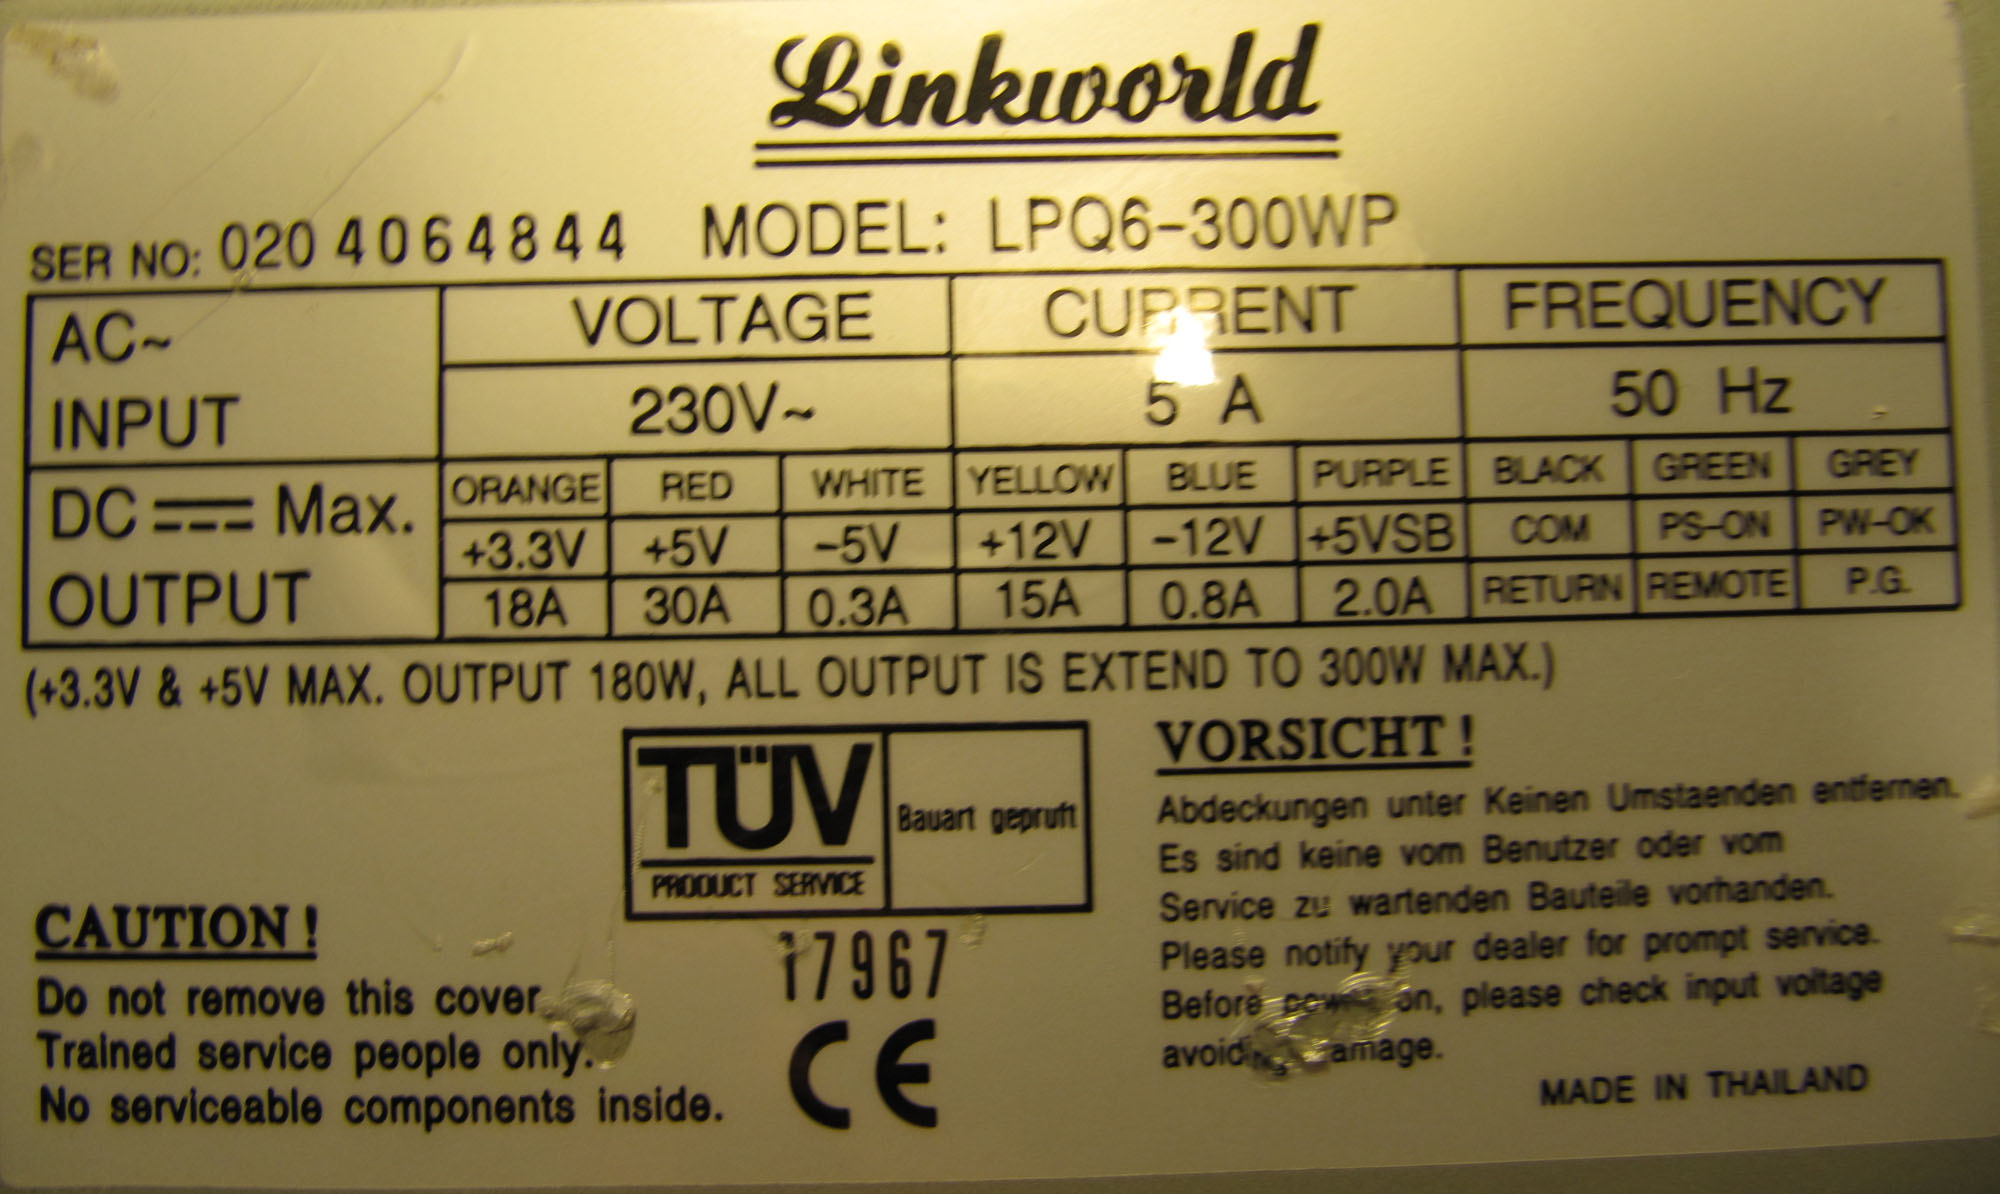 Linkworld
SER NO: 020 4064844 MODEL: LPQ6-300WP
AC~ INPUT
VOLTAGE CURRENT FREQUENCY
230V~ 5 A 50 Hz
DC Max. OUTPUT
ORANGE RED WHITE YELLOW BLUE PURPLE BLACK GREEN GREY
+3.3V +5V -5V +12V -12V +5VSB COM PS-ON PW-OK
18A 30A 0.3A 15A 0.8A 2.0A RETURN REMOTE P.G.
(+3.3V & +5V MAX. OUTPUT 180W, ALL OUTPUT IS EXTEND TO 300W MAX.)
TÜV
PRODUCT SERVICE
Bauart gepruft
17967
CE
CAUTION!
Do not remove this cover
Trained service people only.
No serviceable components inside.
VORSICHT!
Abdeckungen unter Keinen Umstaenden entfernen.
Es sind keine vom Benutzer oder vom
Service zu wartenden Bauteile vorhanden.
Please notify your dealer for prompt service.
Before on, please check input voltage
MADE IN THAILAND